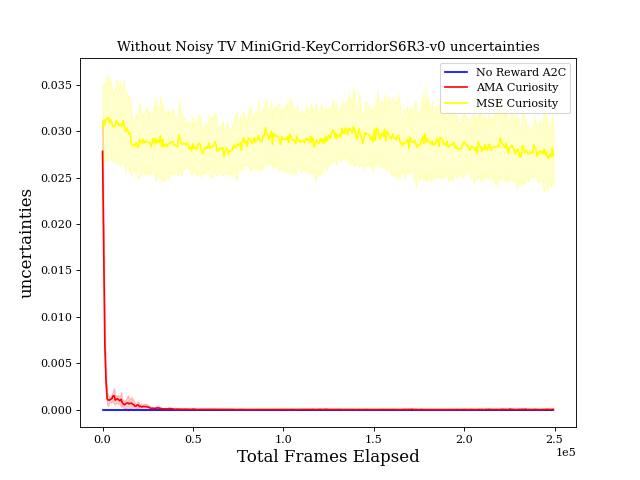 Without Noisy TV MiniGrid-KeyCorridorS6R3-v0 uncertainties
No Reward A2C
AMA Curiosity
MSE Curiosity
uncertainties
0.035
0.030
0.025
0.020
0.015
0.010
0.005
0.000
0.0 0.5 1.0 1.5 2.0 2.5
1e5
Total Frames Elapsed